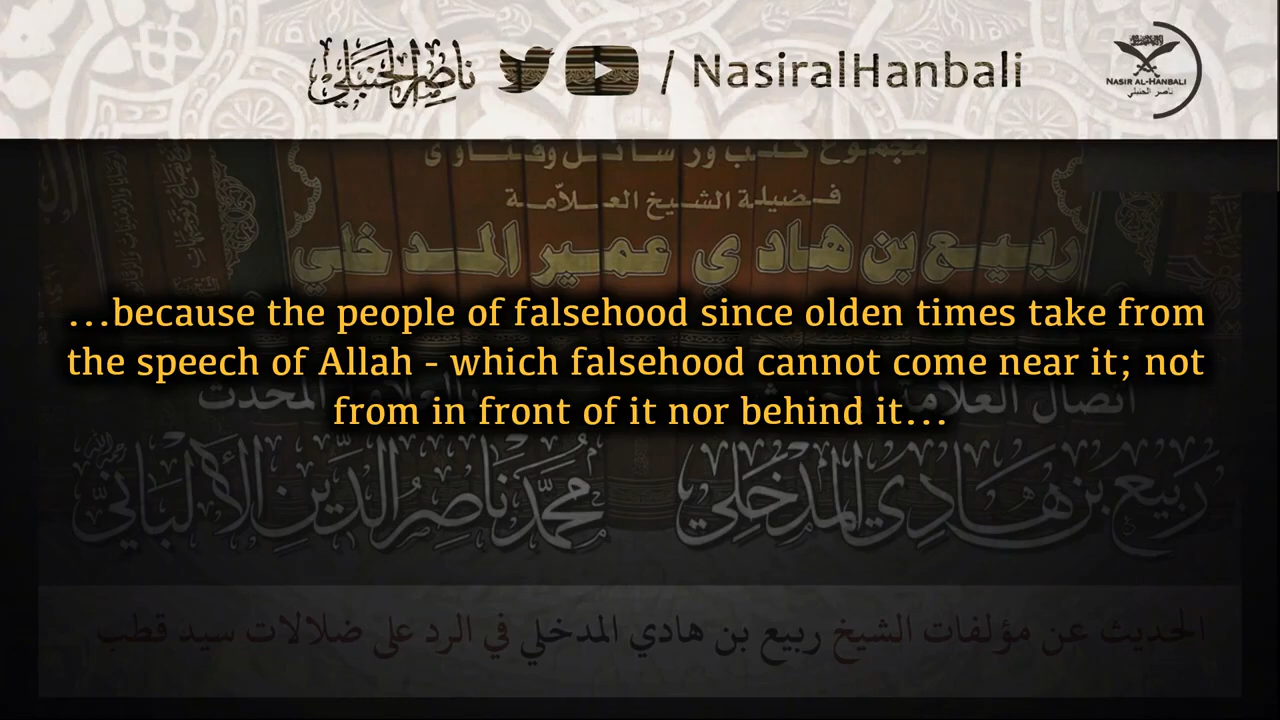 ناصر الحنبلي / NasiralHanbali
NASIR AL-HANBALI
ناصر الحنبلي
مجموع كتب ورسائل وفتاوى
فضيلة الشيخ العلّامة
ربيع بن هادي عمير المدخلي
...because the people of falsehood since olden times take from
the speech of Allah - which falsehood cannot come near it; not
from in front of it nor behind it...
اتصال العلامة المحدث
المحدث
ربيع بن هادي المدخلي
محمد ناصر الدين الألباني
الحديث عن مؤلفات الشيخ ربيع بن هادي المدخلي في الرد على ضلالات سيد قطب